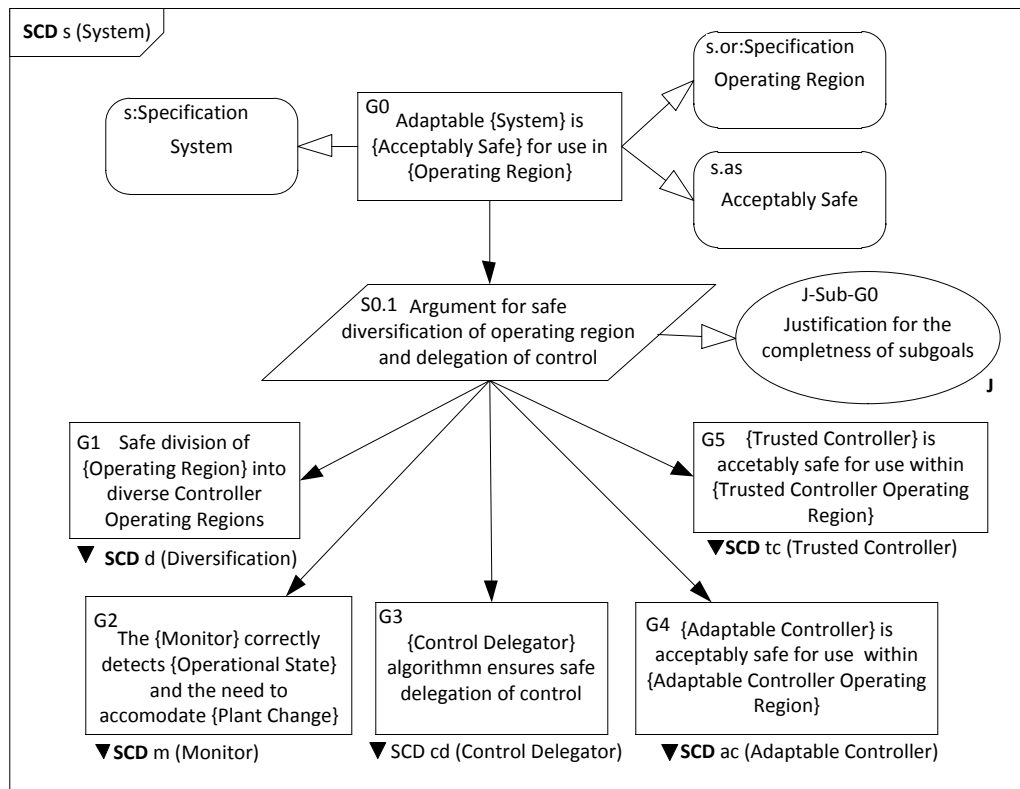 SCD s (System)
s.or:Specification
Operating Region
s:Specification
System
G0
Adaptable {System} is
{Acceptably Safe} for use in
{Operating Region}
s.as
Acceptably Safe
S0.1 Argument for safe
diversification of operating region
and delegation of control
J-Sub-G0
Justification for the
completness of subgoals
J
G1 Safe division of
{Operating Region} into
diverse Controller
Operating Regions
▼ SCD d (Diversification)
G5 {Trusted Controller} is
accetably safe for use within
{Trusted Controller Operating
Region}
▼SCD tc (Trusted Controller)
G2
The {Monitor} correctly
detects {Operational State}
and the need to
accomodate {Plant Change}
▼SCD m (Monitor)
G3
{Control Delegator}
algorithmn ensures safe
delegation of control
▼SCD cd (Control Delegator)
G4 {Adaptable Controller} is
acceptably safe for use within
{Adaptable Controller Operating
Region}
▼SCD ac (Adaptable Controller)